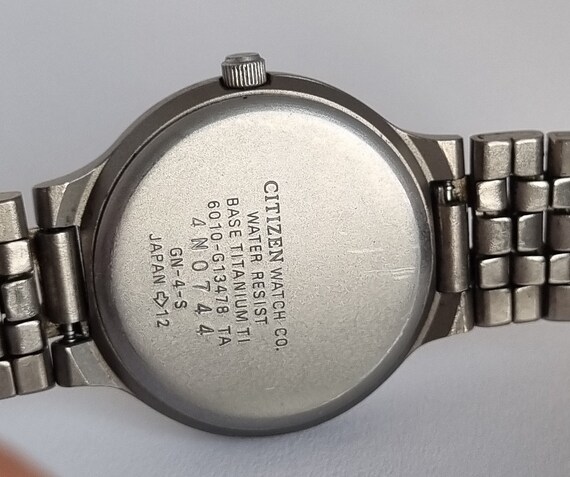 CITIZEN WATCH CO.
WATER RESIST
BASE TITANIUM TI
6010-G13478 TA
4N0744
GN-4-S
JAPAN ⇨ 12